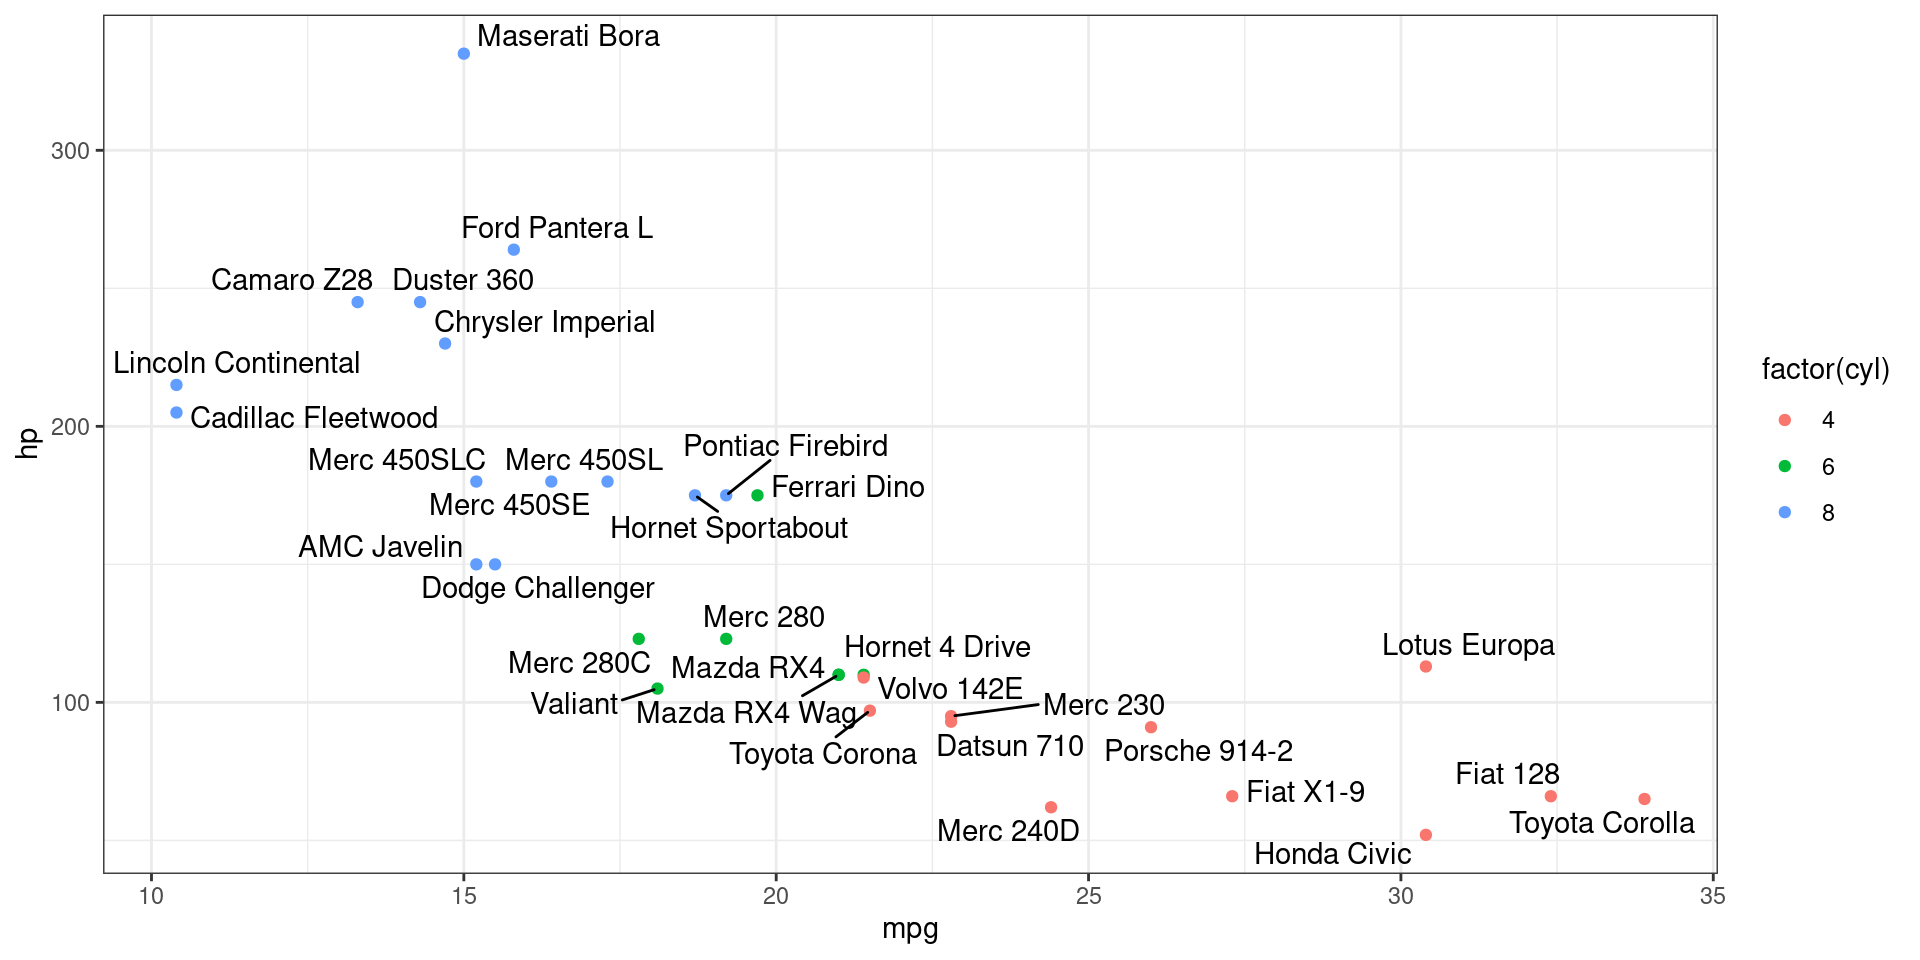 Maserati Bora
300
Ford Pantera L
Camaro Z28
Duster 360
Chrysler Imperial
Lincoln Continental
Cadillac Fleetwood
200
hp
Pontiac Firebird
Merc 450SLC
Merc 450SL
Ferrari Dino
Merc 450SE
Hornet Sportabout
AMC Javelin
Dodge Challenger
Merc 280
Hornet 4 Drive
Lotus Europa
Merc 280C
Mazda RX4
Volvo 142E
100
Valiant
Mazda RX4 Wag
Merc 230
Toyota Corona
Datsun 710
Porsche 914-2
Fiat 128
Fiat X1-9
Toyota Corolla
Merc 240D
Honda Civic
10
15
20
25
30
35
mpg
factor(cyl)
4
6
8